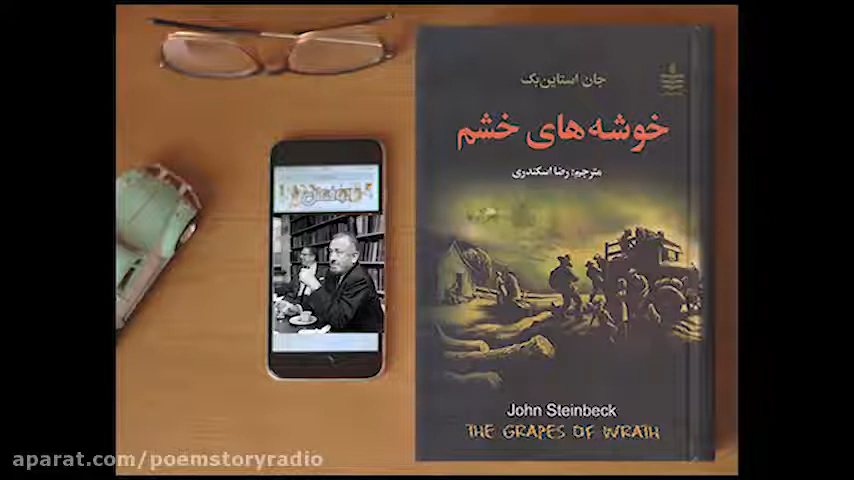 جان استاین‌بک
خوشه های خشم
مترجم: رضا اسکندری
John Steinbeck
THE GRAPES OF WRATH
aparat.com/poemstoryradio